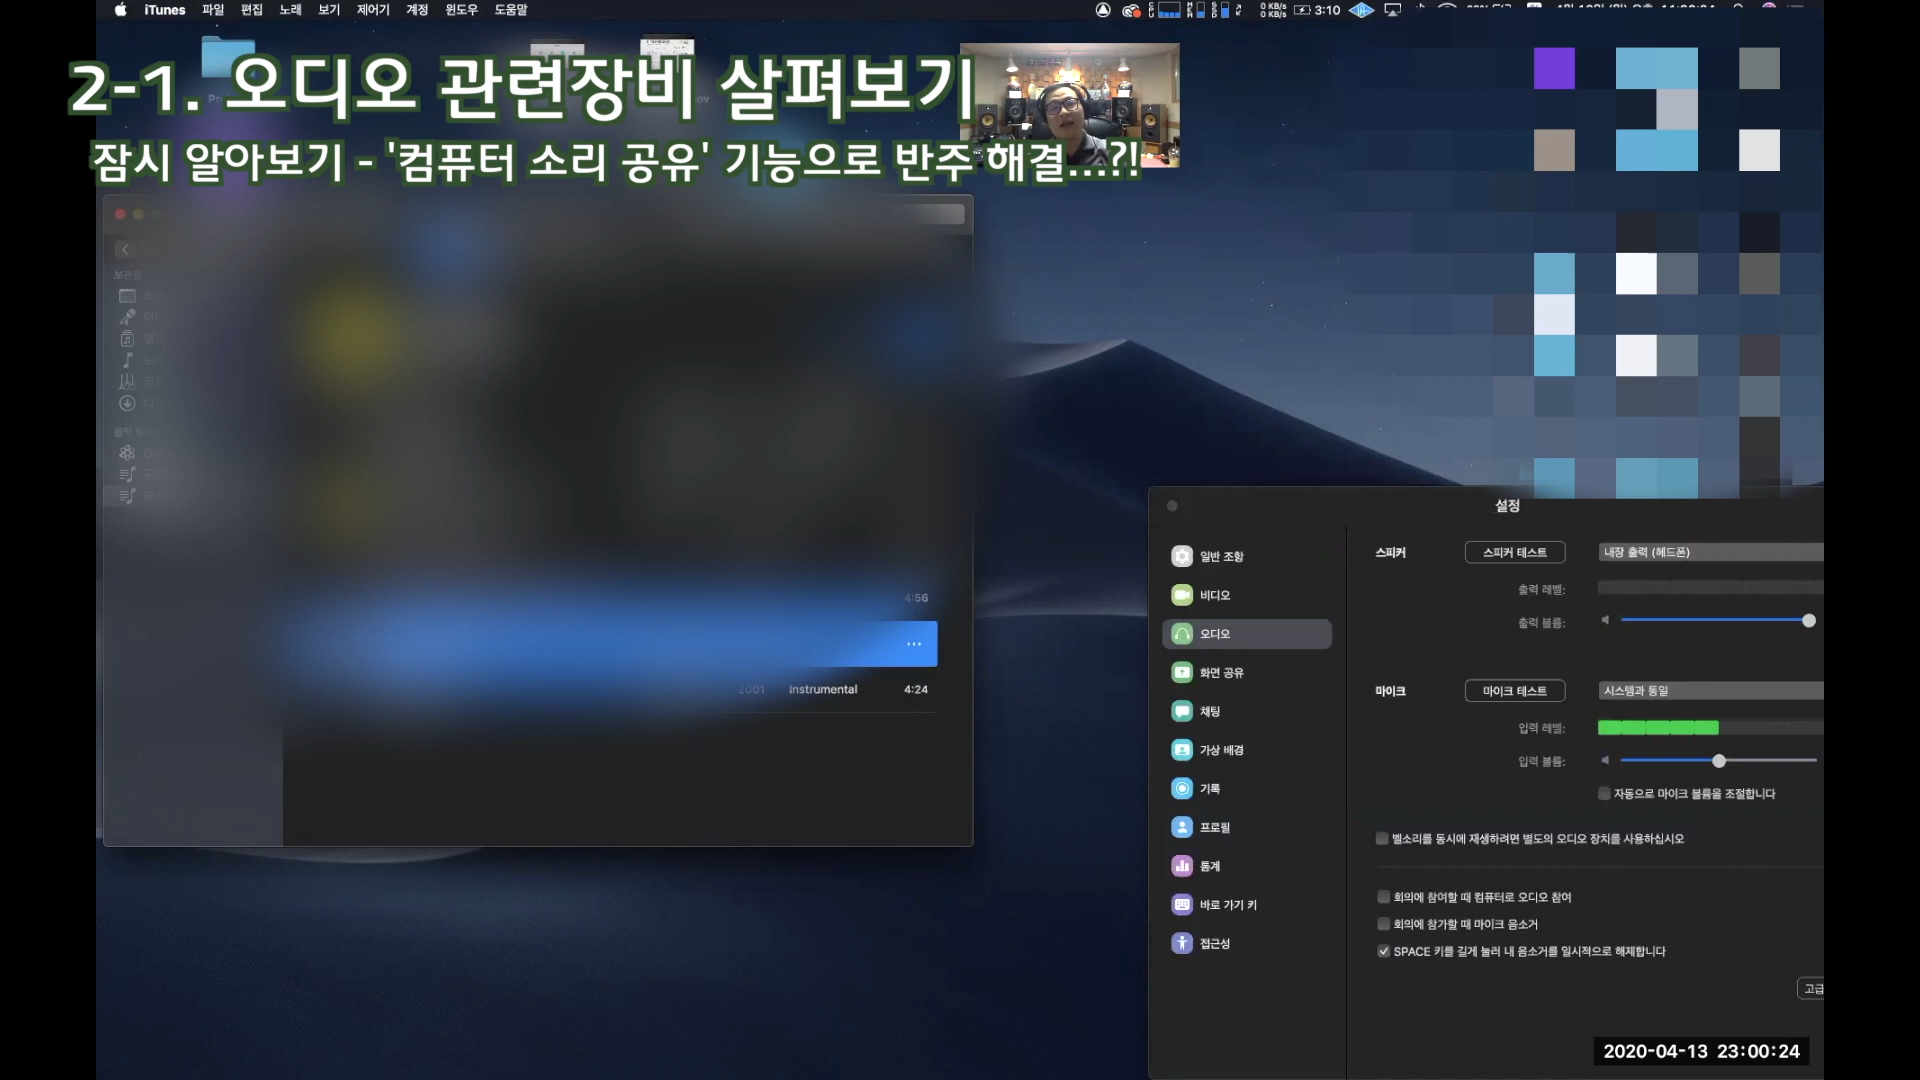 iTunes 파일 편집 노래 보기 제어기 계정 윈도우 도움말
0 KB/s
0 KB/s
3:10
2-1. 오디오 관련장비 살펴보기
잠시 알아보기 - '컴퓨터 소리 공유' 기능으로 반주 해결...?!
보관함
4:56
2001 Instrumental 4:24
설정
일반 조항
비디오
오디오
화면 공유
채팅
가상 배경
기록
프로필
통계
바로 가기 키
접근성
스피커 스피커 테스트 내장 출력 (헤드폰)
출력 레벨:
출력 볼륨:
마이크 마이크 테스트 시스템과 동일
입력 레벨:
입력 볼륨:
자동으로 마이크 볼륨을 조절합니다
벨소리를 동시에 재생하려면 별도의 오디오 장치를 사용하십시오
회의에 참여할 때 컴퓨터로 오디오 참여
회의에 참가할 때 마이크 음소거
SPACE 키를 길게 눌러 내 음소거를 일시적으로 해제합니다
고급
2020-04-13 23:00:24